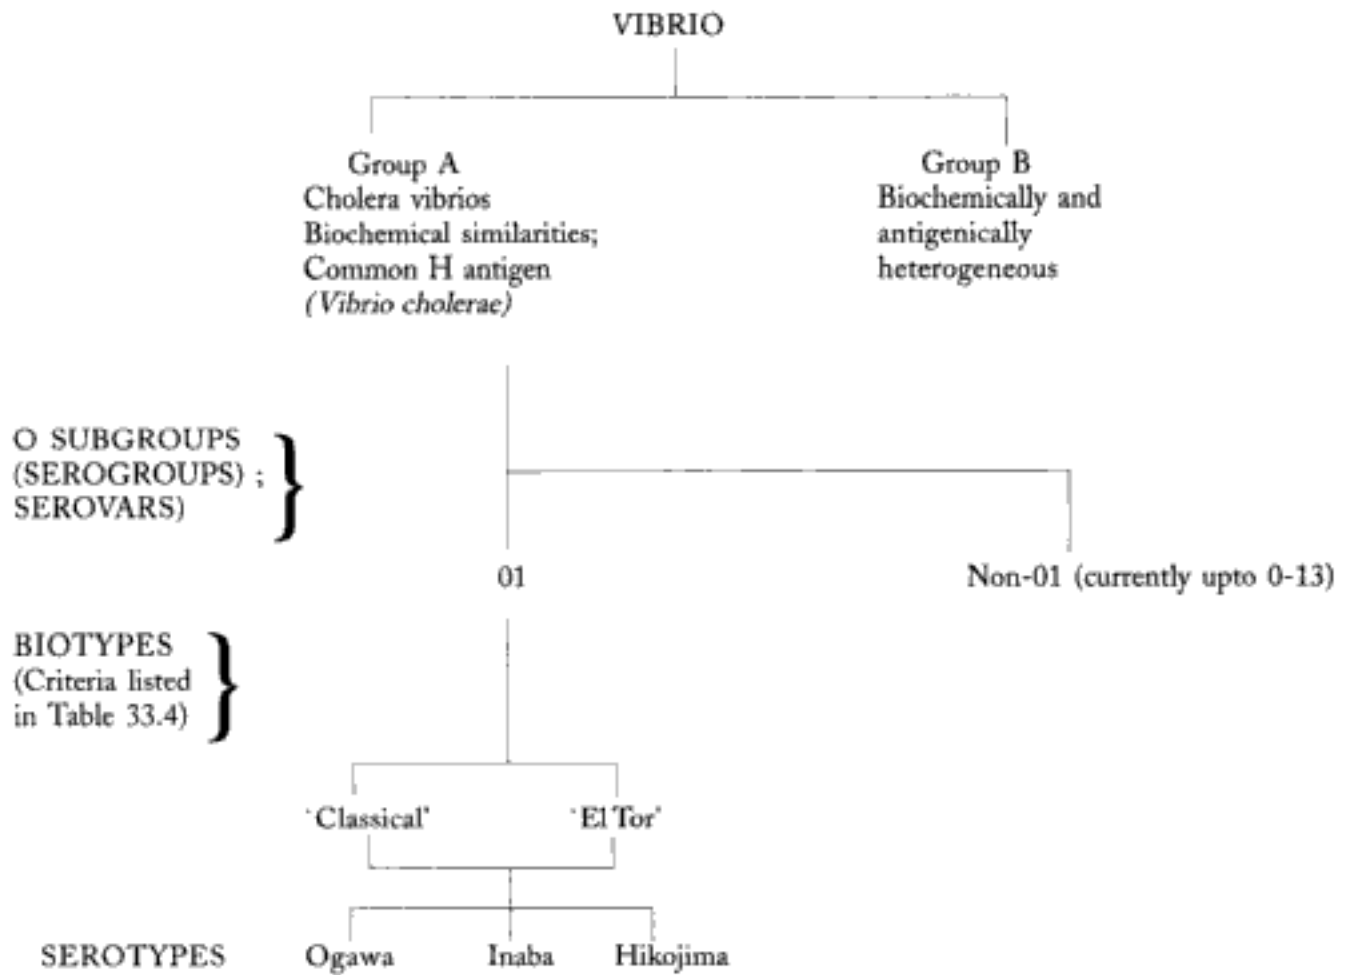 VIBRIO
Group A
Cholera vibrios
Biochemical similarities;
Common H antigen
(Vibrio cholerae)
Group B
Biochemically and
antigenically
heterogeneous
O SUBGROUPS
(SEROGROUPS) ;
SEROVARS)
01
Non-01 (currently upto 0-13)
BIOTYPES
(Criteria listed
in Table 33.4)
'Classical'
'El Tor'
SEROTYPES
Ogawa
Inaba
Hikojima